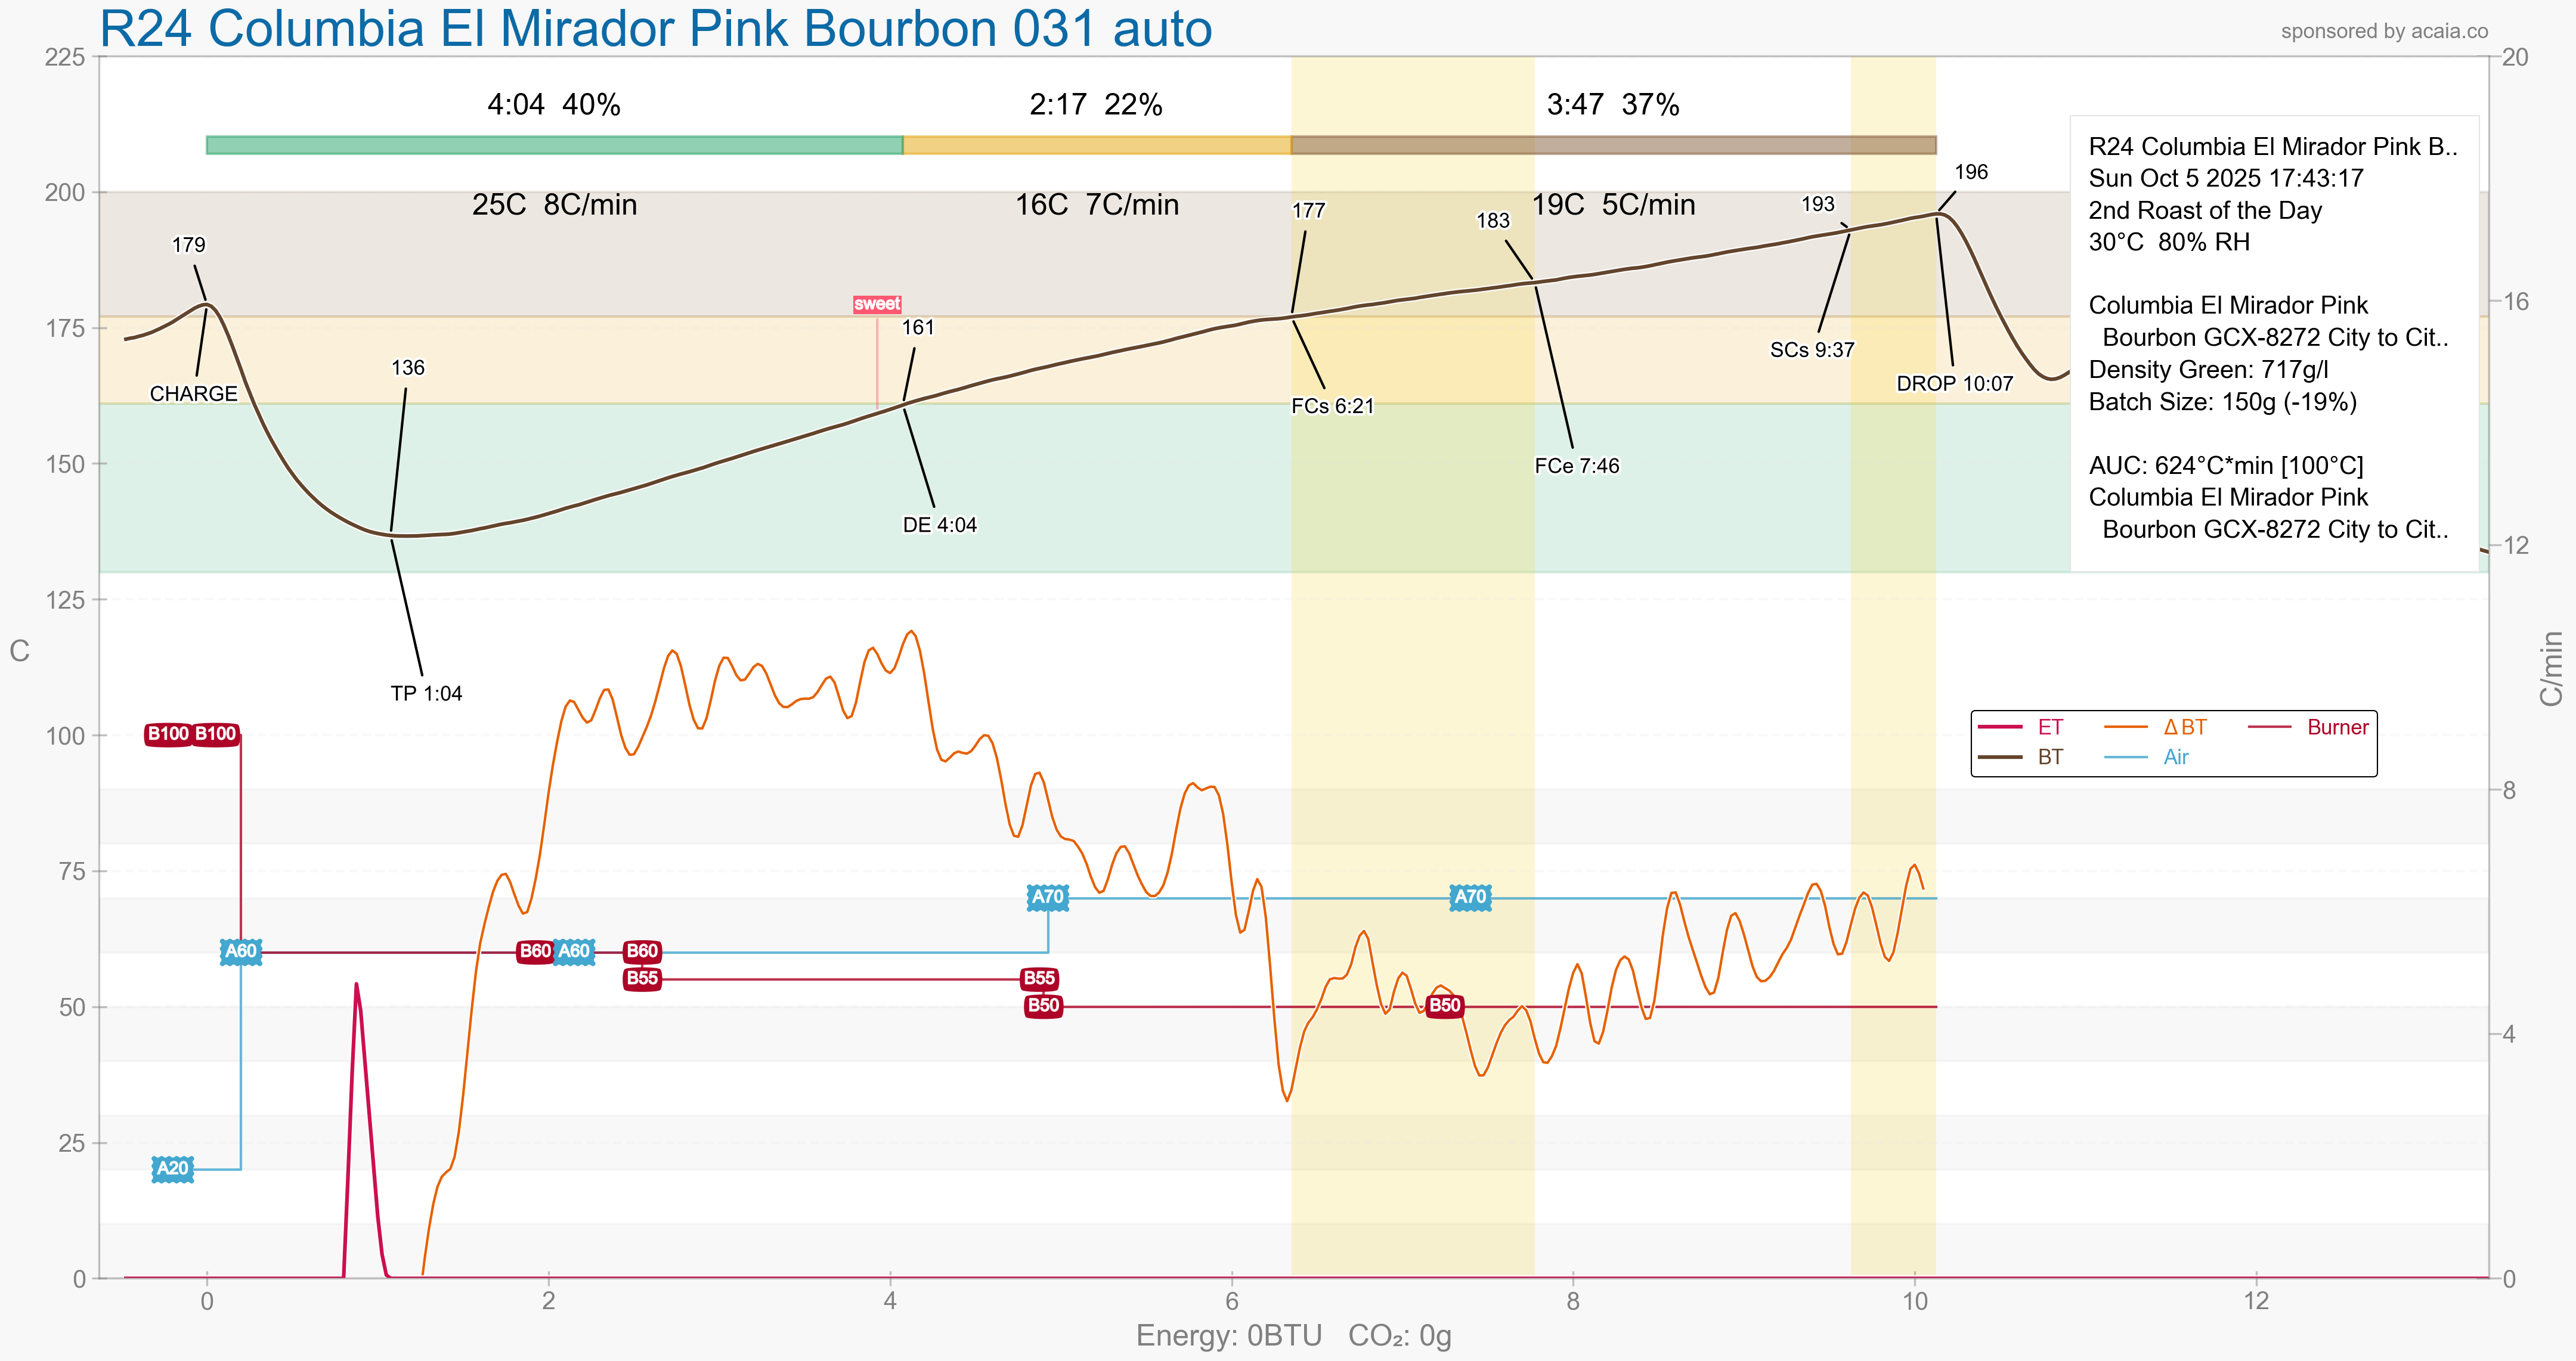 R24 Columbia El Mirador Pink Bourbon 031 auto
sponsored by acaia.co
225
200
175
150
125
100
75
50
25
0
C
20
16
12
8
4
0
C/min
4:04 40%
2:17 22%
3:47 37%
25C 8C/min
16C 7C/min
19C 5C/min
179
CHARGE
136
TP 1:04
sweet
161
DE 4:04
177
FCs 6:21
183
FCe 7:46
193
SCs 9:37
196
DROP 10:07
R24 Columbia El Mirador Pink B..
Sun Oct 5 2025 17:43:17
2nd Roast of the Day
30°C 80% RH
Columbia El Mirador Pink
Bourbon GCX-8272 City to Cit..
Density Green: 717g/l
Batch Size: 150g (-19%)
AUC: 624°C*min [100°C]
Columbia El Mirador Pink
Bourbon GCX-8272 City to Cit..
B100 B100
A60
B60 A60 B60
B55
A20
A70
B55
B50
A70
B50
ET ΔBT Burner
BT Air
0 2 4 6 8 10 12
Energy: 0BTU CO₂: 0g